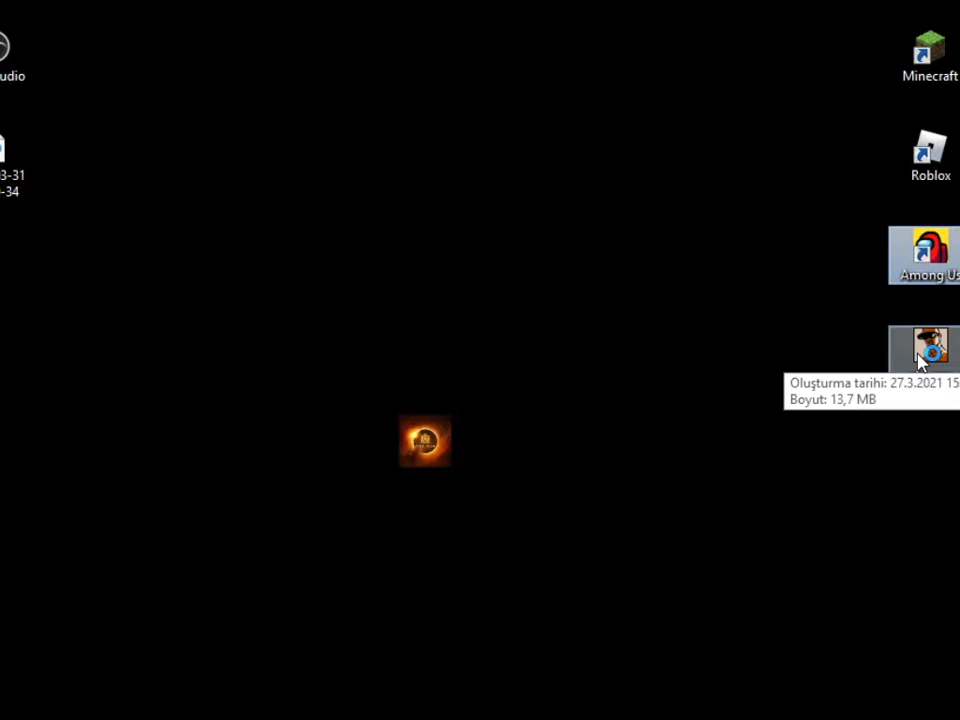 udio
3-31
-34
Minecraft
Roblox
Among Us
Oluşturma tarihi: 27.3.2021 15
Boyut: 13,7 MB